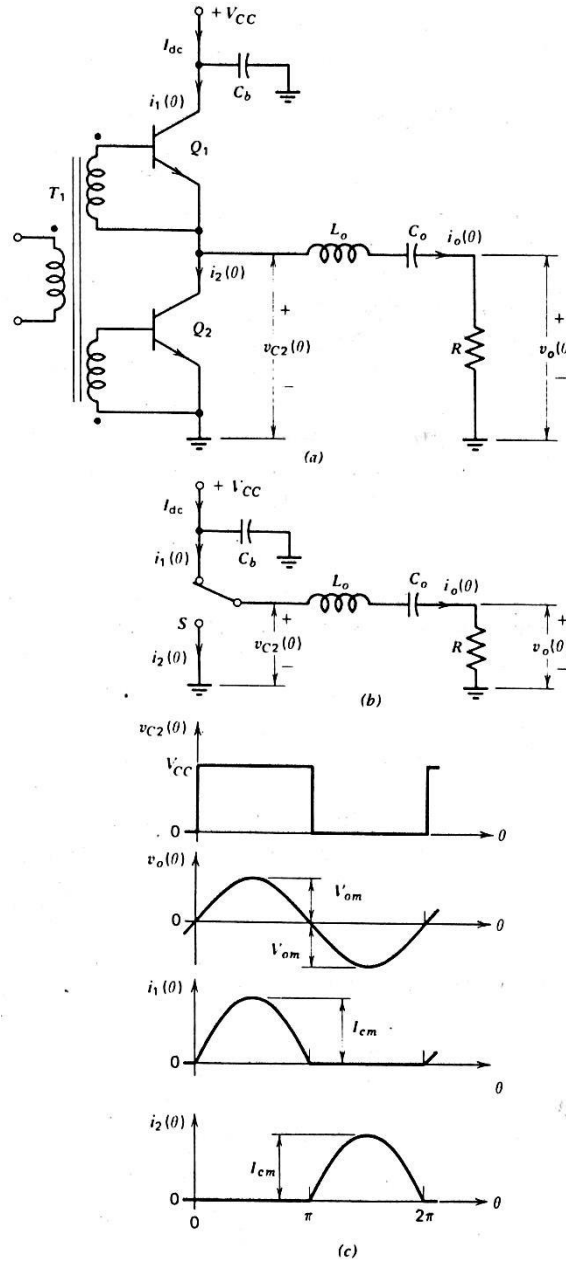 + V_CC
I_dc
C_b
i_1(θ)
Q_1
T_1
L_o
C_o
i_o(θ)
i_2(θ)
+
+
Q_2
v_C2(θ)
R
v_o(θ
−
−
(a)
+ V_CC
I_dc
i_1(θ)
C_b
L_o
C_o
i_o(θ)
S
+
+
v_C2(θ)
R
v_o(θ
i_2(θ)
−
−
(b)
v_C2(θ)
V_CC
0
θ
v_o(θ)
V_om
0
θ
V_om
i_1(θ)
I_cm
0
θ
i_2(θ)
I_cm
0
θ
0
π
2π
(c)